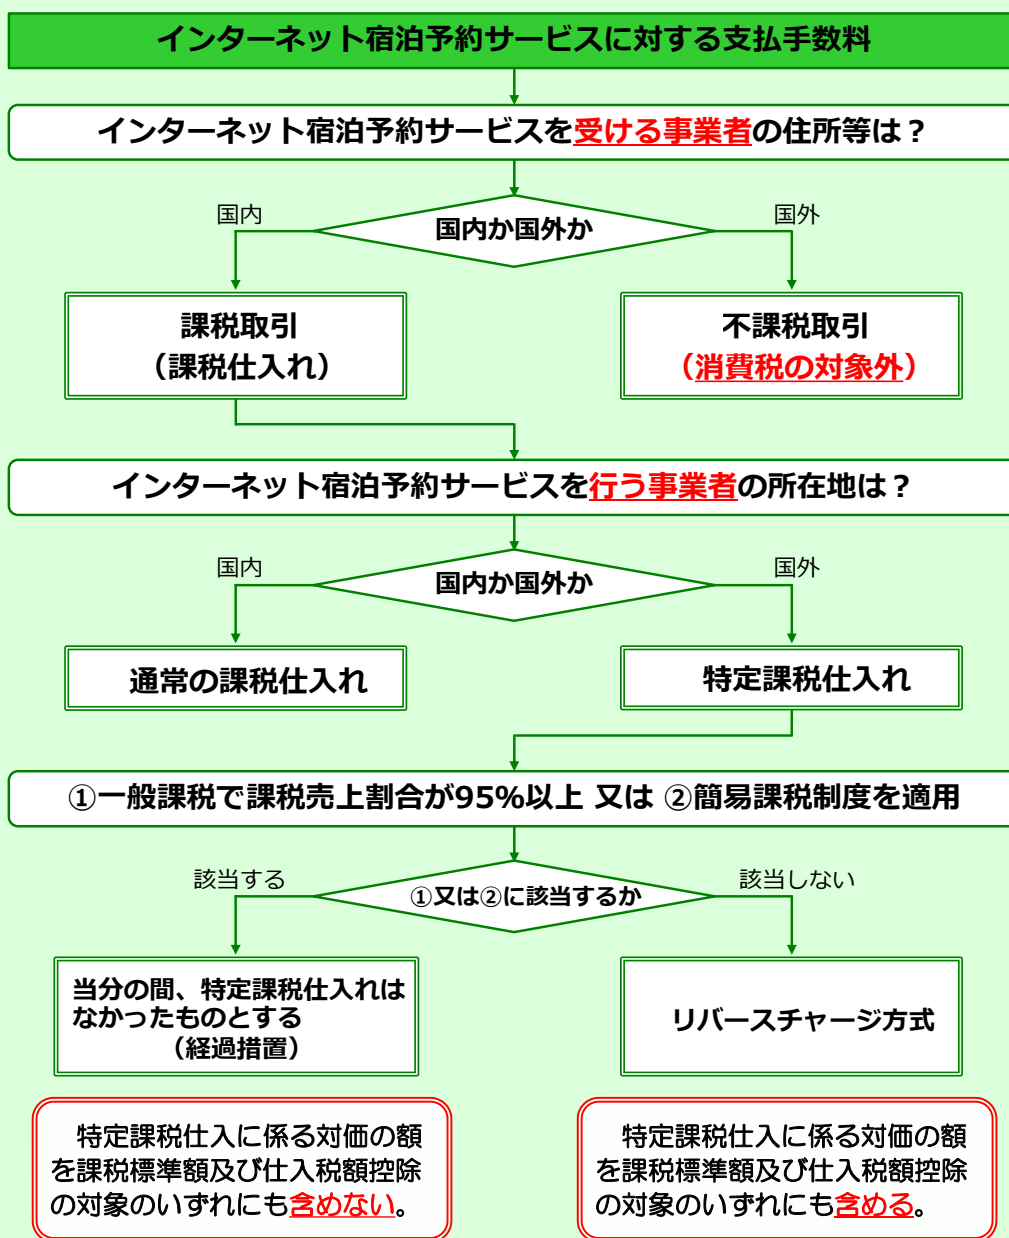 インターネット宿泊予約サービスに対する支払手数料
インターネット宿泊予約サービスを受ける事業者の住所等は？
国内
国内か国外か
国外
課税取引
（課税仕入れ）
不課税取引
（消費税の対象外）
インターネット宿泊予約サービスを行う事業者の所在地は？
国内
国内か国外か
国外
通常の課税仕入れ
特定課税仕入れ
①一般課税で課税売上割合が95%以上 又は ②簡易課税制度を適用
該当する
①又は②に該当するか
該当しない
当分の間、特定課税仕入れは
なかったものとする
（経過措置）
リバースチャージ方式
特定課税仕入に係る対価の額
を課税標準額及び仕入税額控除
の対象のいずれにも含めない。
特定課税仕入に係る対価の額
を課税標準額及び仕入税額控除
の対象のいずれにも含める。